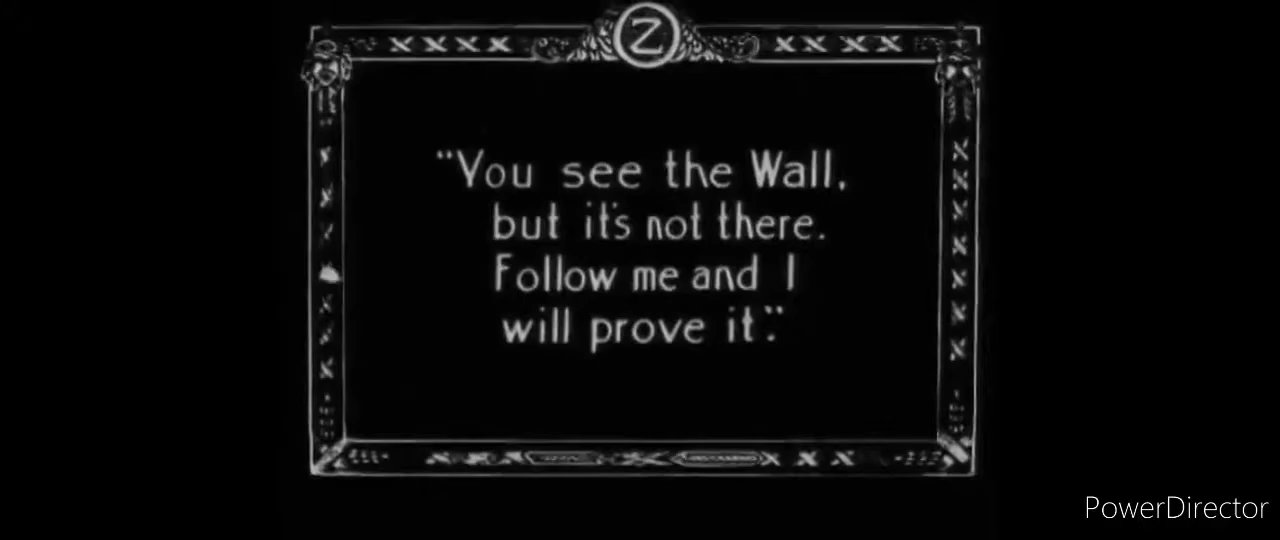 Z
"You see the Wall,
but it's not there.
Follow me and I
will prove it".
PowerDirector